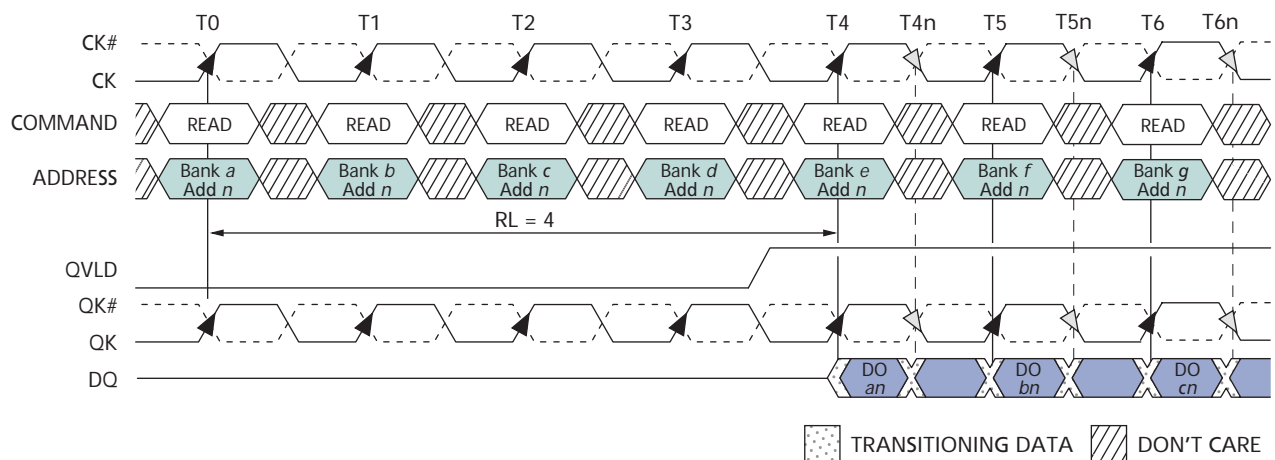 T0 T1 T2 T3 T4 T4n T5 T5n T6 T6n
CK#
CK
COMMAND READ READ READ READ READ READ READ
ADDRESS Bank a Bank b Bank c Bank d Bank e Bank f Bank g
Add n Add n Add n Add n Add n Add n Add n
RL = 4
QVLD
QK#
QK
DQ DO DO DO
an bn cn
TRANSITIONING DATA DON'T CARE